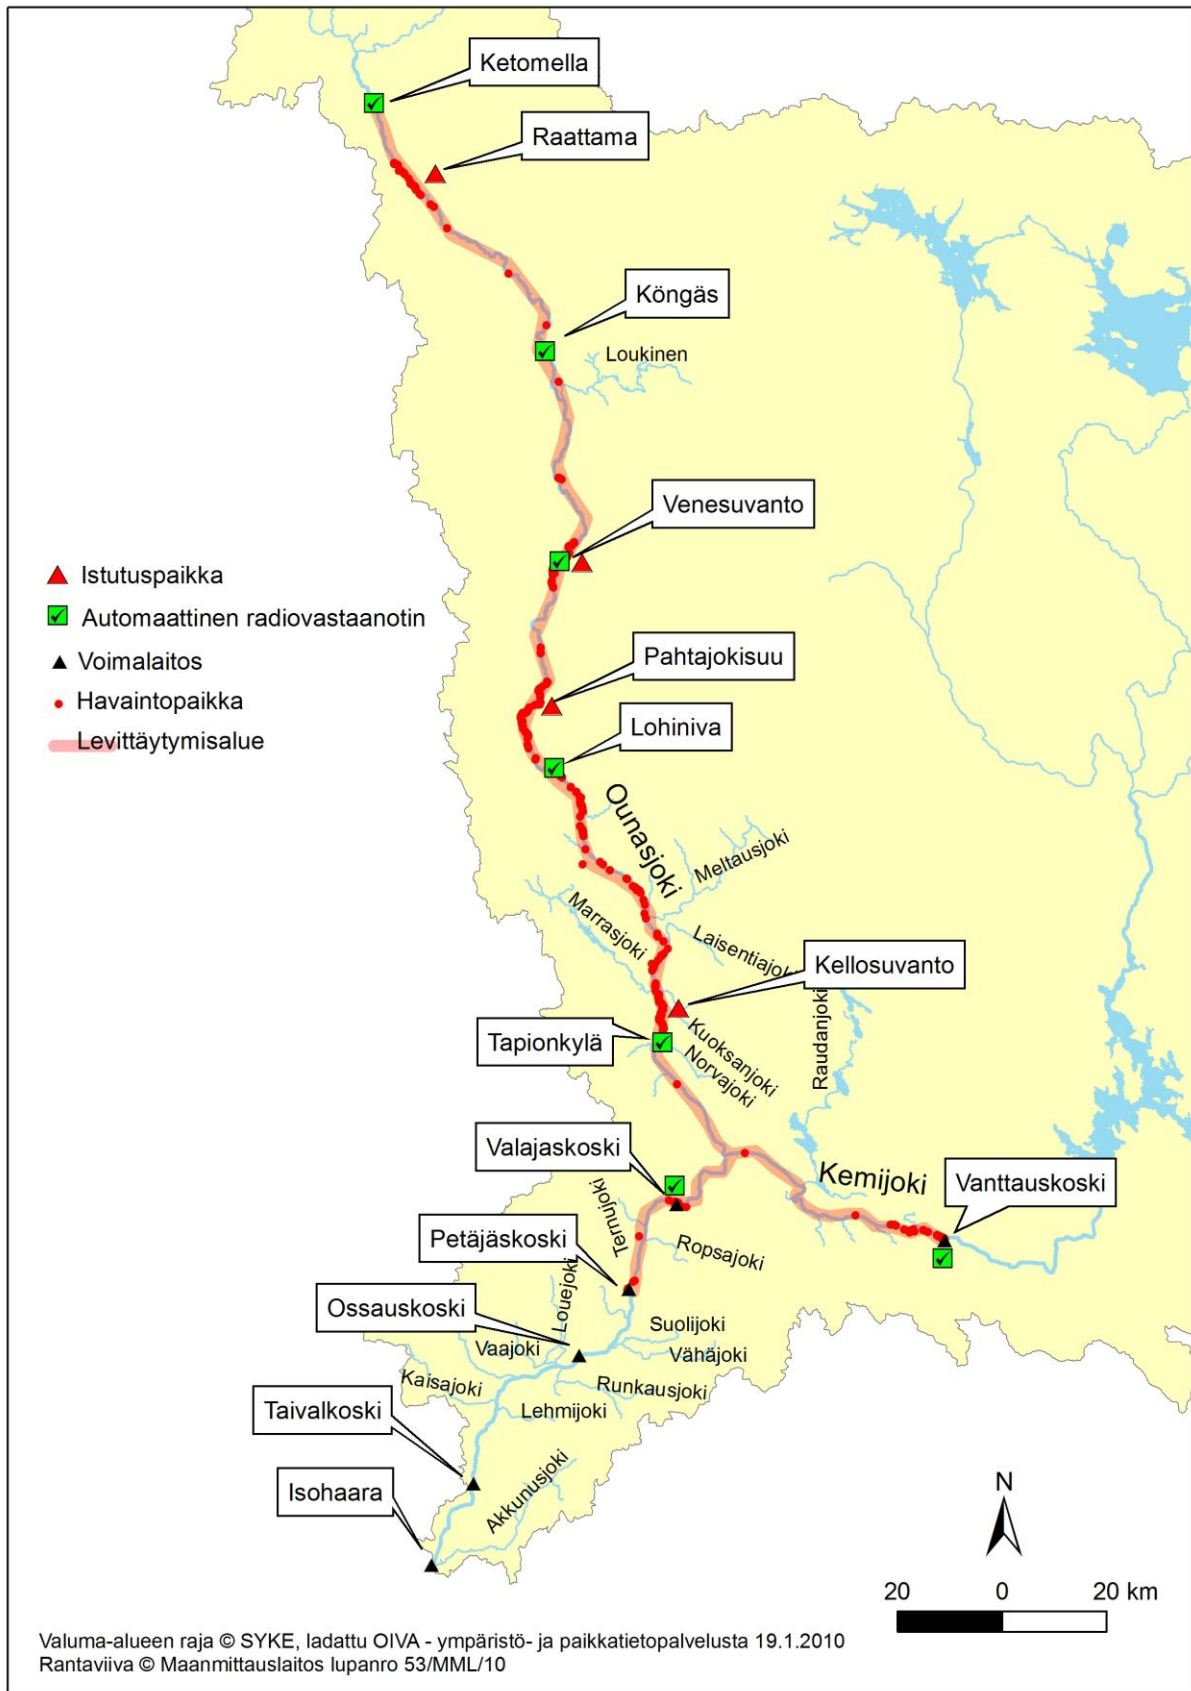 Ketomella
Raattama
Köngäs
Loukinen
Venesuvanto
Istutuspaikka
Automaattinen radiovastaanotin
Voimalaitos
Havaintopaikka
Levittäytymisalue
Pahtajokisuu
Lohiniva
Ounasjoki
Meltausjoki
Marrasjoki
Laisentiajoki
Kellosuvanto
Raudanjoki
Tapionkylä
Kuoksanjoki
Norvajoki
Valajaskoski
Kemijoki
Vanttauskoski
Ternujoki
Petäjäskoski
Ropsajoki
Louejoki
Ossauskoski
Suolijoki
Vaajoki
Vähäjoki
Kaisajoki
Runkausjoki
Taivalkoski
Lehmijoki
Isohaara
Akkunusjoki
N
20 0 20 km
Valuma-alueen raja © SYKE, ladattu OIVA - ympäristö- ja paikkatietopalvelusta 19.1.2010
Rantaviiva © Maanmittauslaitos lupanro 53/MML/10